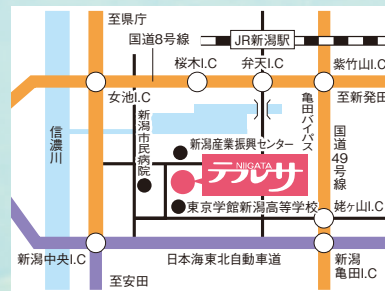 至県庁
国道8号線
JR新潟駅
桜木I.C
弁天I.C
紫竹山I.C
女池I.C
至新発田
信濃川
新潟市民病院
亀田バイパス
国道49号線
新潟産業振興センター
NIIGATA
テルサ
東京学館新潟高等学校
姥ヶ山I.C
新潟中央I.C
日本海東北自動車道
新潟
亀田I.C
至安田